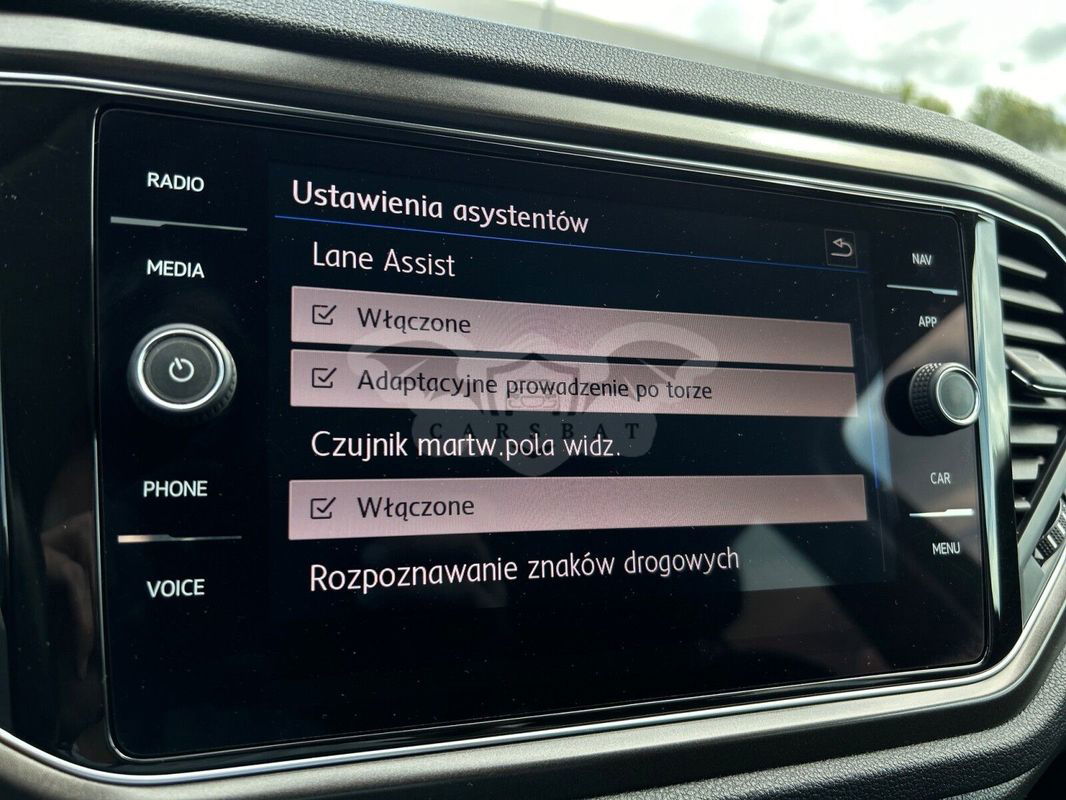 RADIO
MEDIA
PHONE
VOICE
Ustawienia asystentów
Lane Assist
Włączone
Adaptacyjne prowadzenie po torze
CARSBAT
Czujnik martw.pola widz.
Włączone
Rozpoznawanie znaków drogowych
NAV
APP
CAR
MENU